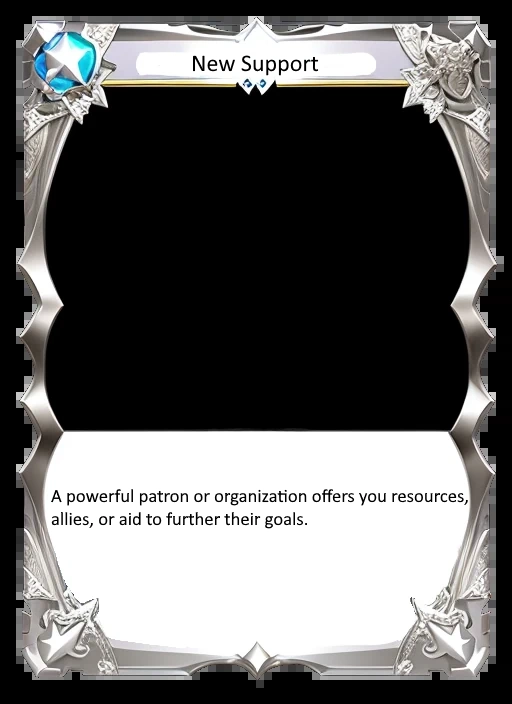 New Support
A powerful patron or organization offers you resources,
allies, or aid to further their goals.